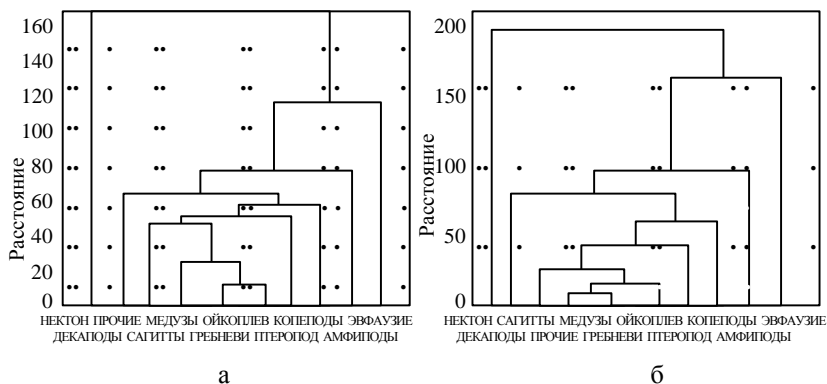 160
140
120
100
80
60
40
20
0
Расстояние
НЕКТОН ПРОЧИЕ МЕДУЗЫ ОЙКОПЛЕВ КОПЕПОДЫ ЭВФАУЗИЕ
ДЕКАПОДЫ САГИТТЫ ГРЕБНЕВИ ПТЕРОПОД АМФИПОДЫ
а
200
150
100
50
0
Расстояние
НЕКТОН САГИТТЫ МЕДУЗЫ ОЙКОПЛЕВ КОПЕПОДЫ ЭВФАУЗИЕ
ДЕКАПОДЫ ПРОЧИЕ ГРЕБНЕВИ ПТЕРОПОД АМФИПОДЫ
б